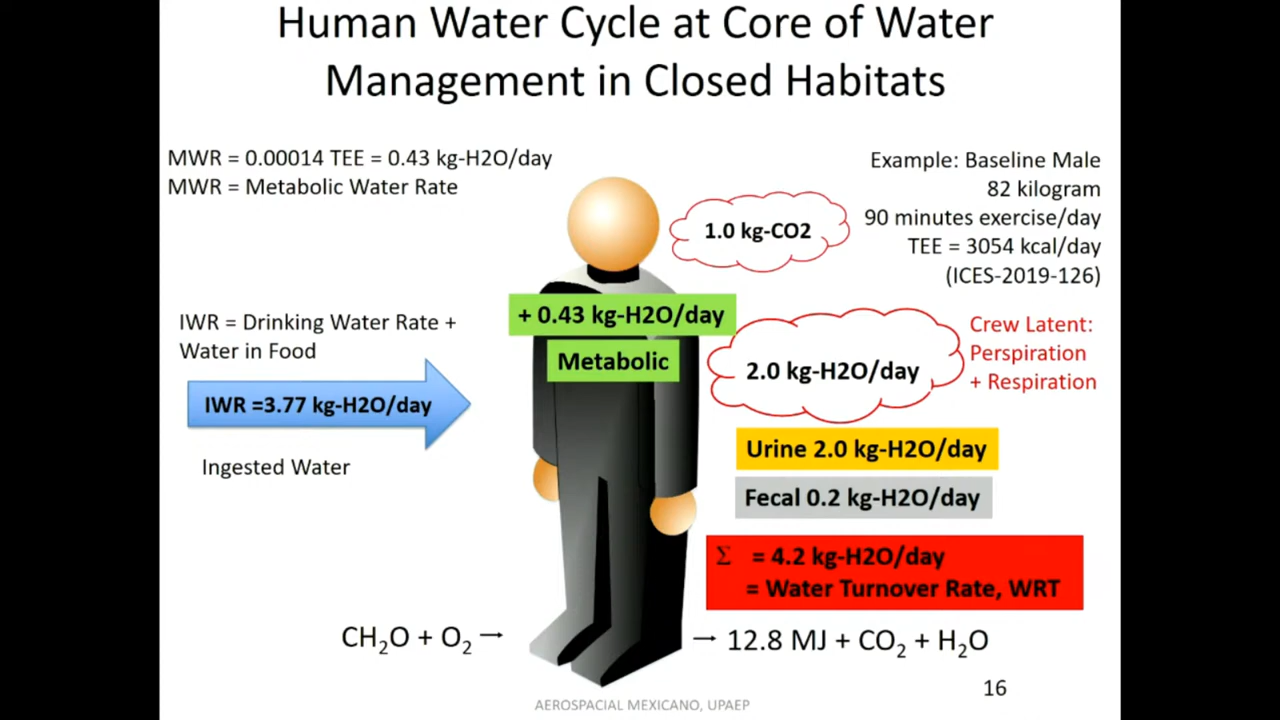 Human Water Cycle at Core of Water
Management in Closed Habitats
MWR = 0.00014 TEE = 0.43 kg-H2O/day
MWR = Metabolic Water Rate
Example: Baseline Male
82 kilogram
90 minutes exercise/day
TEE = 3054 kcal/day
(ICES-2019-126)
1.0 kg-CO2
+ 0.43 kg-H2O/day
Metabolic
IWR = Drinking Water Rate +
Water in Food
IWR =3.77 kg-H2O/day
Ingested Water
2.0 kg-H2O/day
Crew Latent:
Perspiration
+ Respiration
Urine 2.0 kg-H2O/day
Fecal 0.2 kg-H2O/day
Σ = 4.2 kg-H2O/day
= Water Turnover Rate, WRT
CH₂O + O₂ → → 12.8 MJ + CO₂ + H₂O
16
AEROSPACIAL MEXICANO, UPAEP